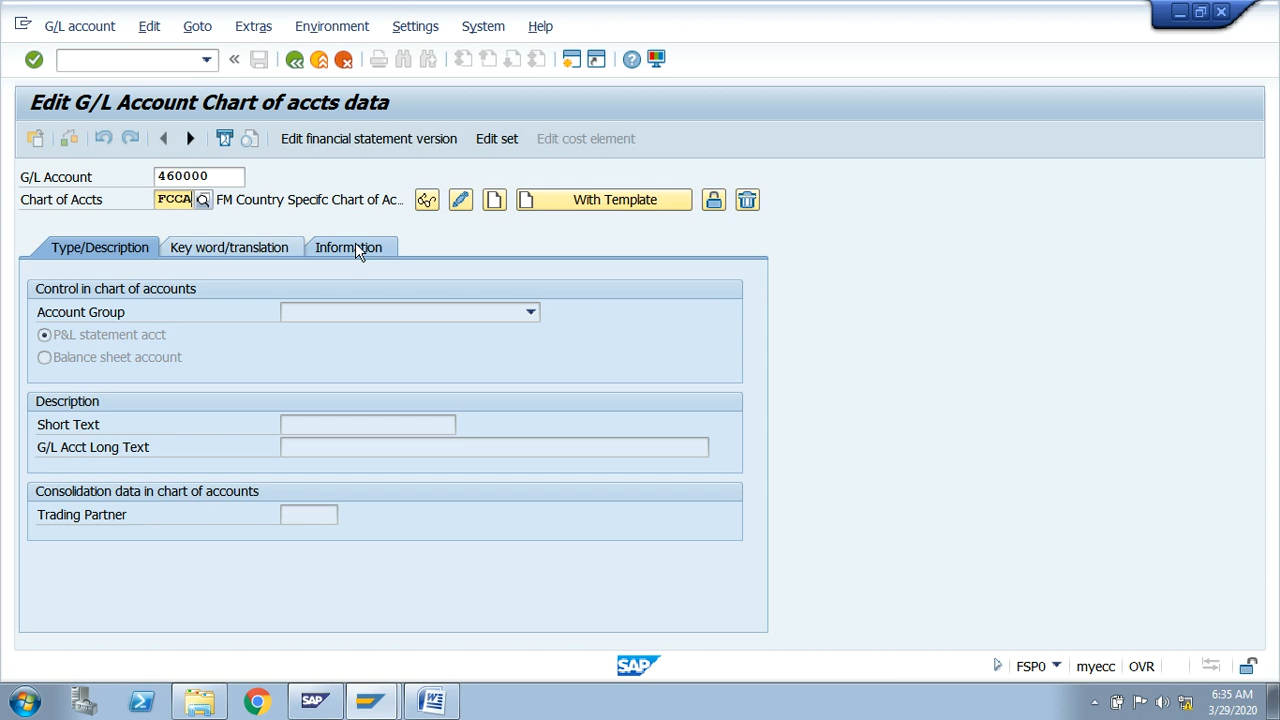 G/L account Edit Goto Extras Environment Settings System Help
Edit G/L Account Chart of accts data
Edit financial statement version Edit set Edit cost element
G/L Account 460000
Chart of Accts FCCA FM Country Specifc Chart of Ac...
With Template
Type/Description Key word/translation Information
Control in chart of accounts
Account Group
P&L statement acct
Balance sheet account
Description
Short Text
G/L Acct Long Text
Consolidation data in chart of accounts
Trading Partner
SAP FSP0 myecc OVR
SAP
6:35 AM
3/29/2020